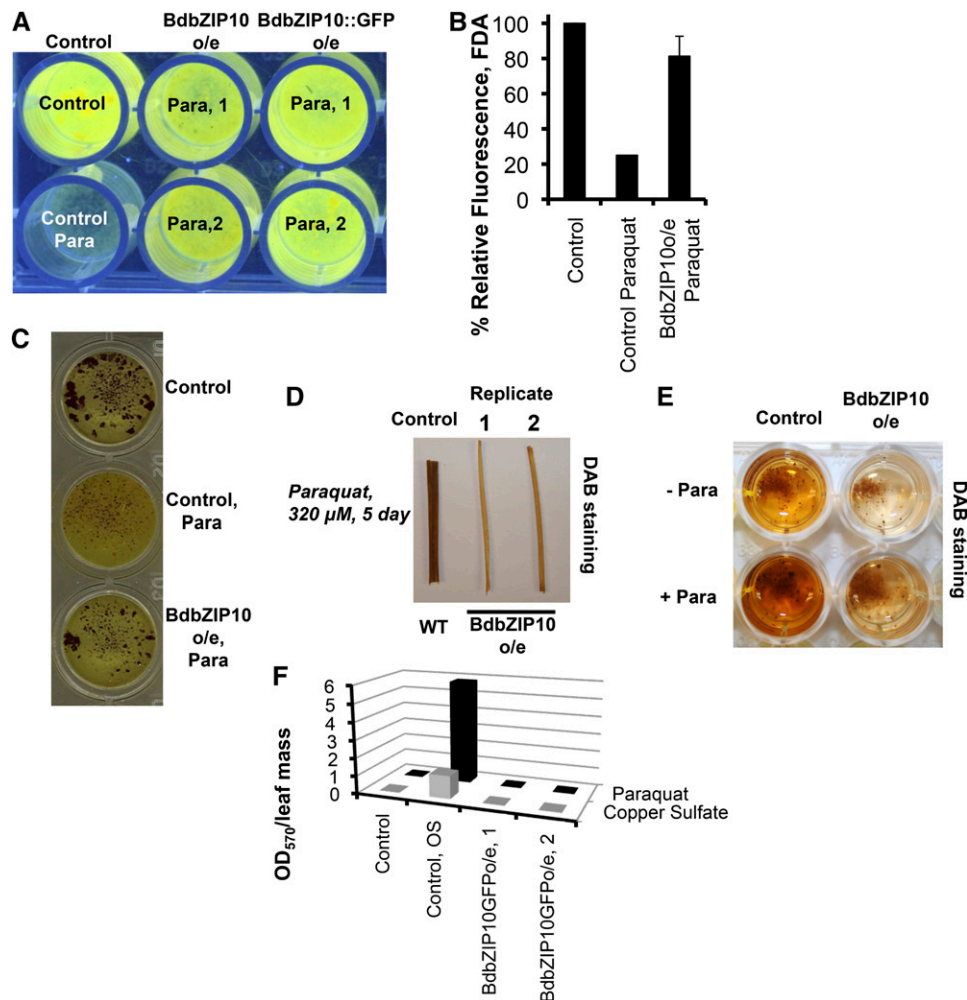 A
Control
BdbZIP10
o/e
BdbZIP10::GFP
o/e
Control
Para, 1
Para, 1
Control
Para
Para,2
Para, 2
B
% Relative Fluorescence, FDA
100
80
60
40
20
0
Control
Control Paraquat
BdbZIP10o/e
Paraquat
C
Control
Control,
Para
BdbZIP10
o/e,
Para
D
Replicate
Control
1
2
Paraquat,
320 µM, 5 day
DAB staining
WT
BdbZIP10
o/e
E
Control
BdbZIP10
o/e
- Para
+ Para
DAB staining
F
OD570/leaf mass
6
5
4
3
2
1
0
Control
Control, OS
BdbZIP10GFPo/e, 1
BdbZIP10GFPo/e, 2
Paraquat
Copper Sulfate